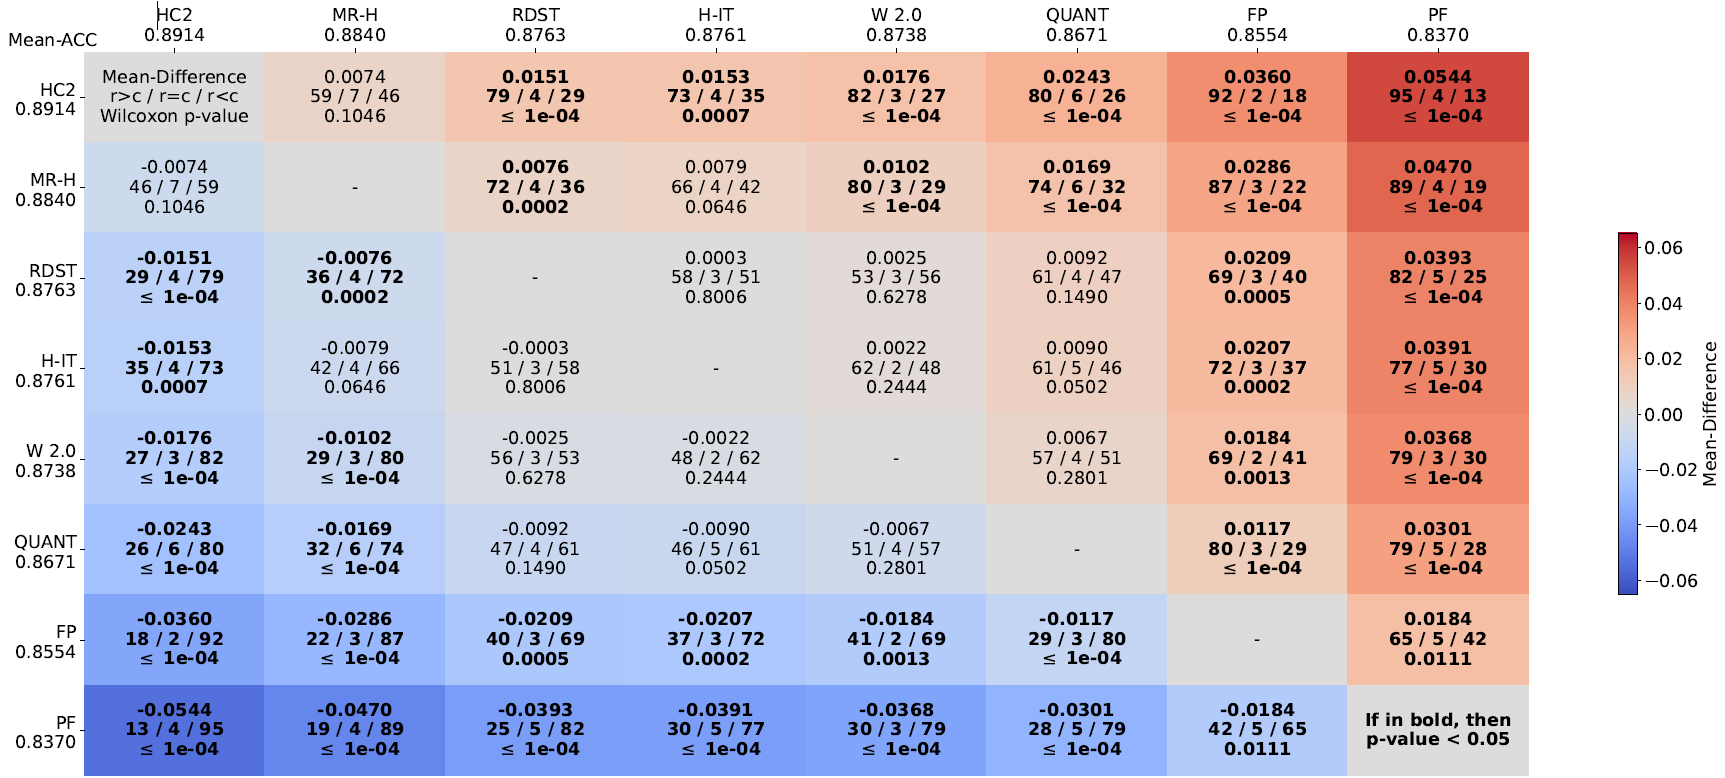 HC2 MR-H RDST H-IT W 2.0 QUANT FP PF
Mean-ACC 0.8914 0.8840 0.8763 0.8761 0.8738 0.8671 0.8554 0.8370
HC2
0.8914
Mean-Difference
r>c / r=c / r<c
Wilcoxon p-value
0.0074
59 / 7 / 46
0.1046
0.0151
79 / 4 / 29
≤ 1e-04
0.0153
73 / 4 / 35
0.0007
0.0176
82 / 3 / 27
≤ 1e-04
0.0243
80 / 6 / 26
≤ 1e-04
0.0360
92 / 2 / 18
≤ 1e-04
0.0544
95 / 4 / 13
≤ 1e-04
MR-H
0.8840
-0.0074
46 / 7 / 59
0.1046
-
0.0076
72 / 4 / 36
0.0002
0.0079
66 / 4 / 42
0.0646
0.0102
80 / 3 / 29
≤ 1e-04
0.0169
74 / 6 / 32
≤ 1e-04
0.0286
87 / 3 / 22
≤ 1e-04
0.0470
89 / 4 / 19
≤ 1e-04
RDST
0.8763
-0.0151
29 / 4 / 79
≤ 1e-04
-0.0076
36 / 4 / 72
0.0002
-
0.0003
58 / 3 / 51
0.8006
0.0025
53 / 3 / 56
0.6278
0.0092
61 / 4 / 47
0.1490
0.0209
69 / 3 / 40
0.0005
0.0393
82 / 5 / 25
≤ 1e-04
H-IT
0.8761
-0.0153
35 / 4 / 73
0.0007
-0.0079
42 / 4 / 66
0.0646
-0.0003
51 / 3 / 58
0.8006
-
0.0022
62 / 2 / 48
0.2444
0.0090
61 / 5 / 46
0.0502
0.0207
72 / 3 / 37
0.0002
0.0391
77 / 5 / 30
≤ 1e-04
W 2.0
0.8738
-0.0176
27 / 3 / 82
≤ 1e-04
-0.0102
29 / 3 / 80
≤ 1e-04
-0.0025
56 / 3 / 53
0.6278
-0.0022
48 / 2 / 62
0.2444
-
0.0067
57 / 4 / 51
0.2801
0.0184
69 / 2 / 41
0.0013
0.0368
79 / 3 / 30
≤ 1e-04
QUANT
0.8671
-0.0243
26 / 6 / 80
≤ 1e-04
-0.0169
32 / 6 / 74
≤ 1e-04
-0.0092
47 / 4 / 61
0.1490
-0.0090
46 / 5 / 61
0.0502
-0.0067
51 / 4 / 57
0.2801
-
0.0117
80 / 3 / 29
≤ 1e-04
0.0301
79 / 5 / 28
≤ 1e-04
FP
0.8554
-0.0360
18 / 2 / 92
≤ 1e-04
-0.0286
22 / 3 / 87
≤ 1e-04
-0.0209
40 / 3 / 69
0.0005
-0.0207
37 / 3 / 72
0.0002
-0.0184
41 / 2 / 69
0.0013
-0.0117
29 / 3 / 80
≤ 1e-04
-
0.0184
65 / 5 / 42
0.0111
PF
0.8370
-0.0544
13 / 4 / 95
≤ 1e-04
-0.0470
19 / 4 / 89
≤ 1e-04
-0.0393
25 / 5 / 82
≤ 1e-04
-0.0391
30 / 5 / 77
≤ 1e-04
-0.0368
30 / 3 / 79
≤ 1e-04
-0.0301
28 / 5 / 79
≤ 1e-04
-0.0184
42 / 5 / 65
0.0111
If in bold, then
p-value < 0.05
0.06
0.04
0.02
0.00
−0.02
−0.04
−0.06
Mean-Difference